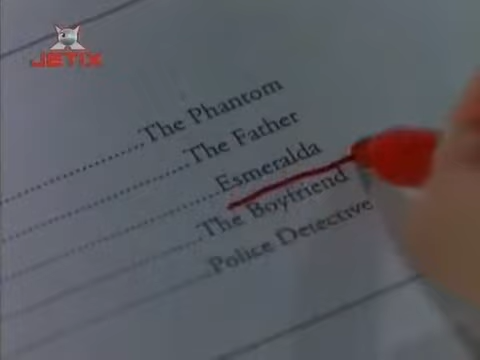 JETIX
The Phantom
The Father
Esmeralda
The Boyfriend
Police Detective